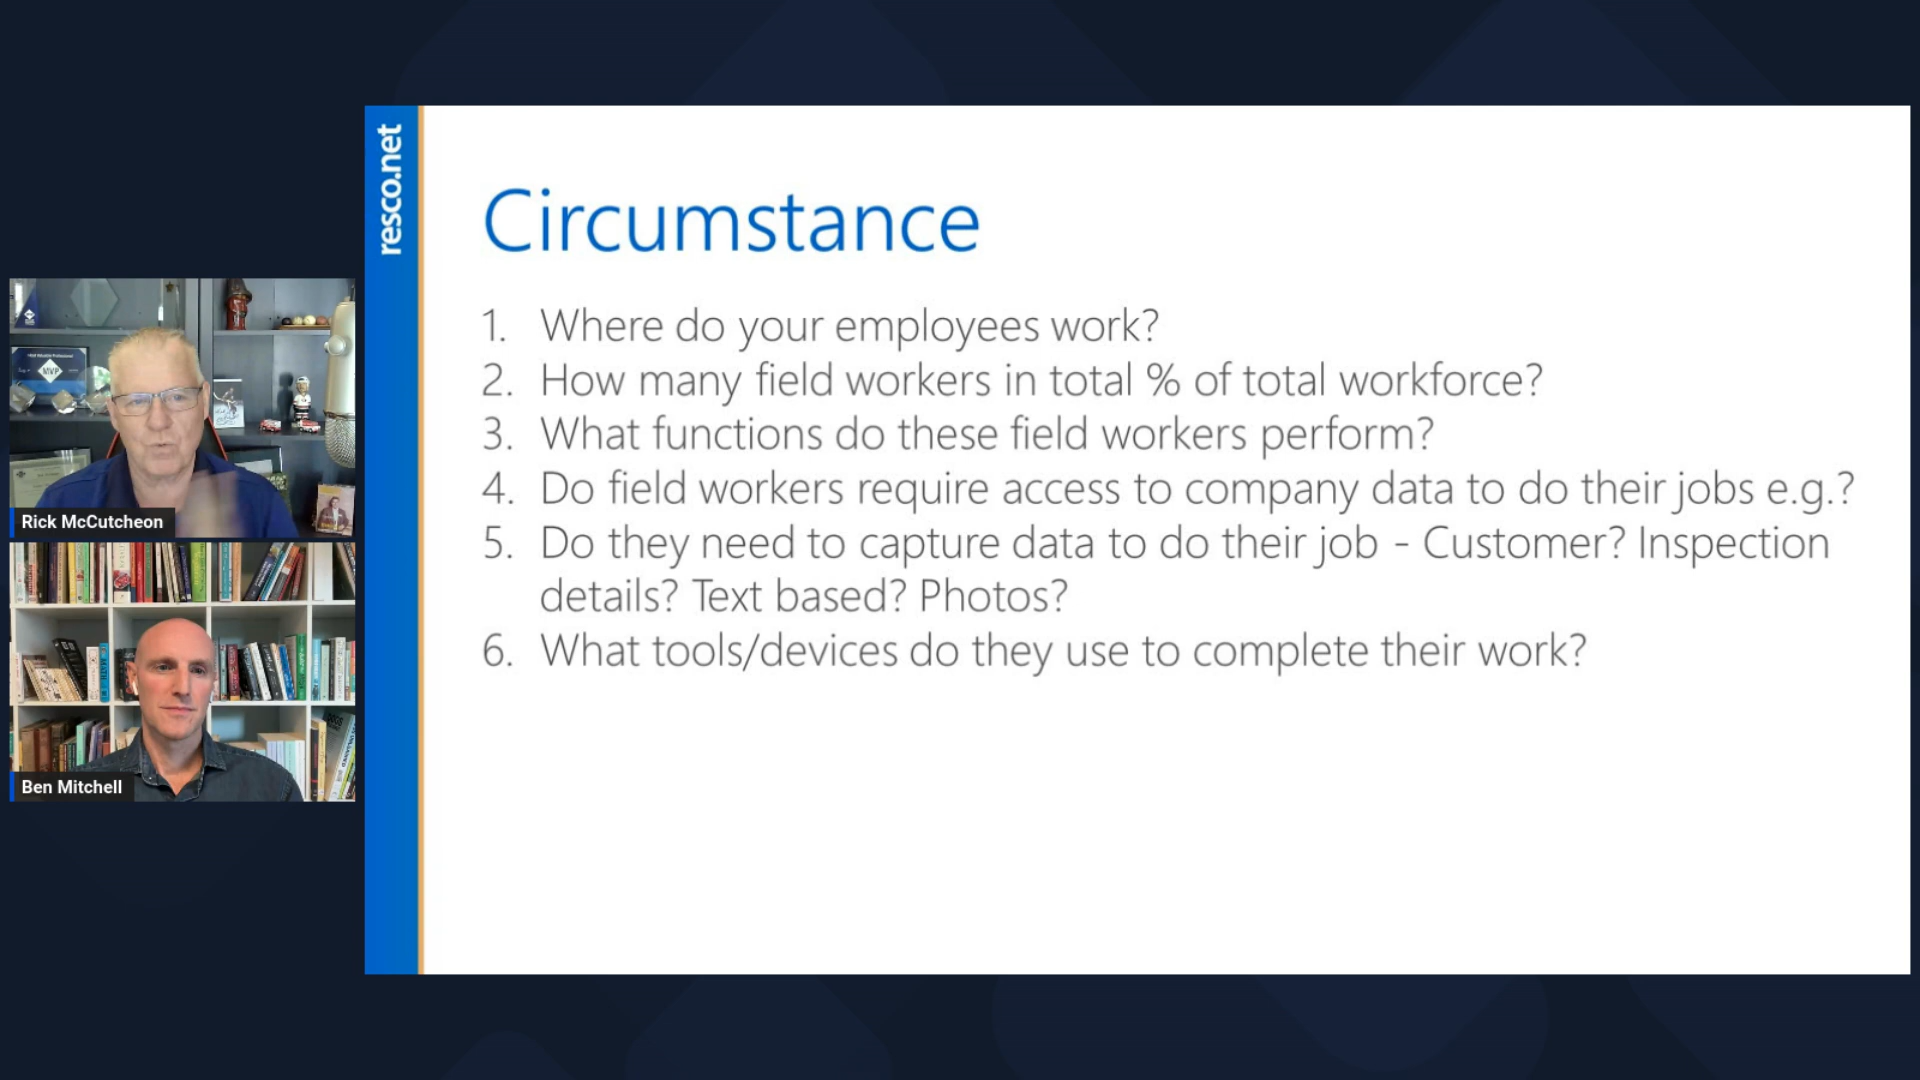 resco.net
Circumstance
1. Where do your employees work?
2. How many field workers in total % of total workforce?
3. What functions do these field workers perform?
4. Do field workers require access to company data to do their jobs e.g.?
5. Do they need to capture data to do their job - Customer? Inspection
details? Text based? Photos?
6. What tools/devices do they use to complete their work?
MVP
Rick McCutcheon
Ben Mitchell